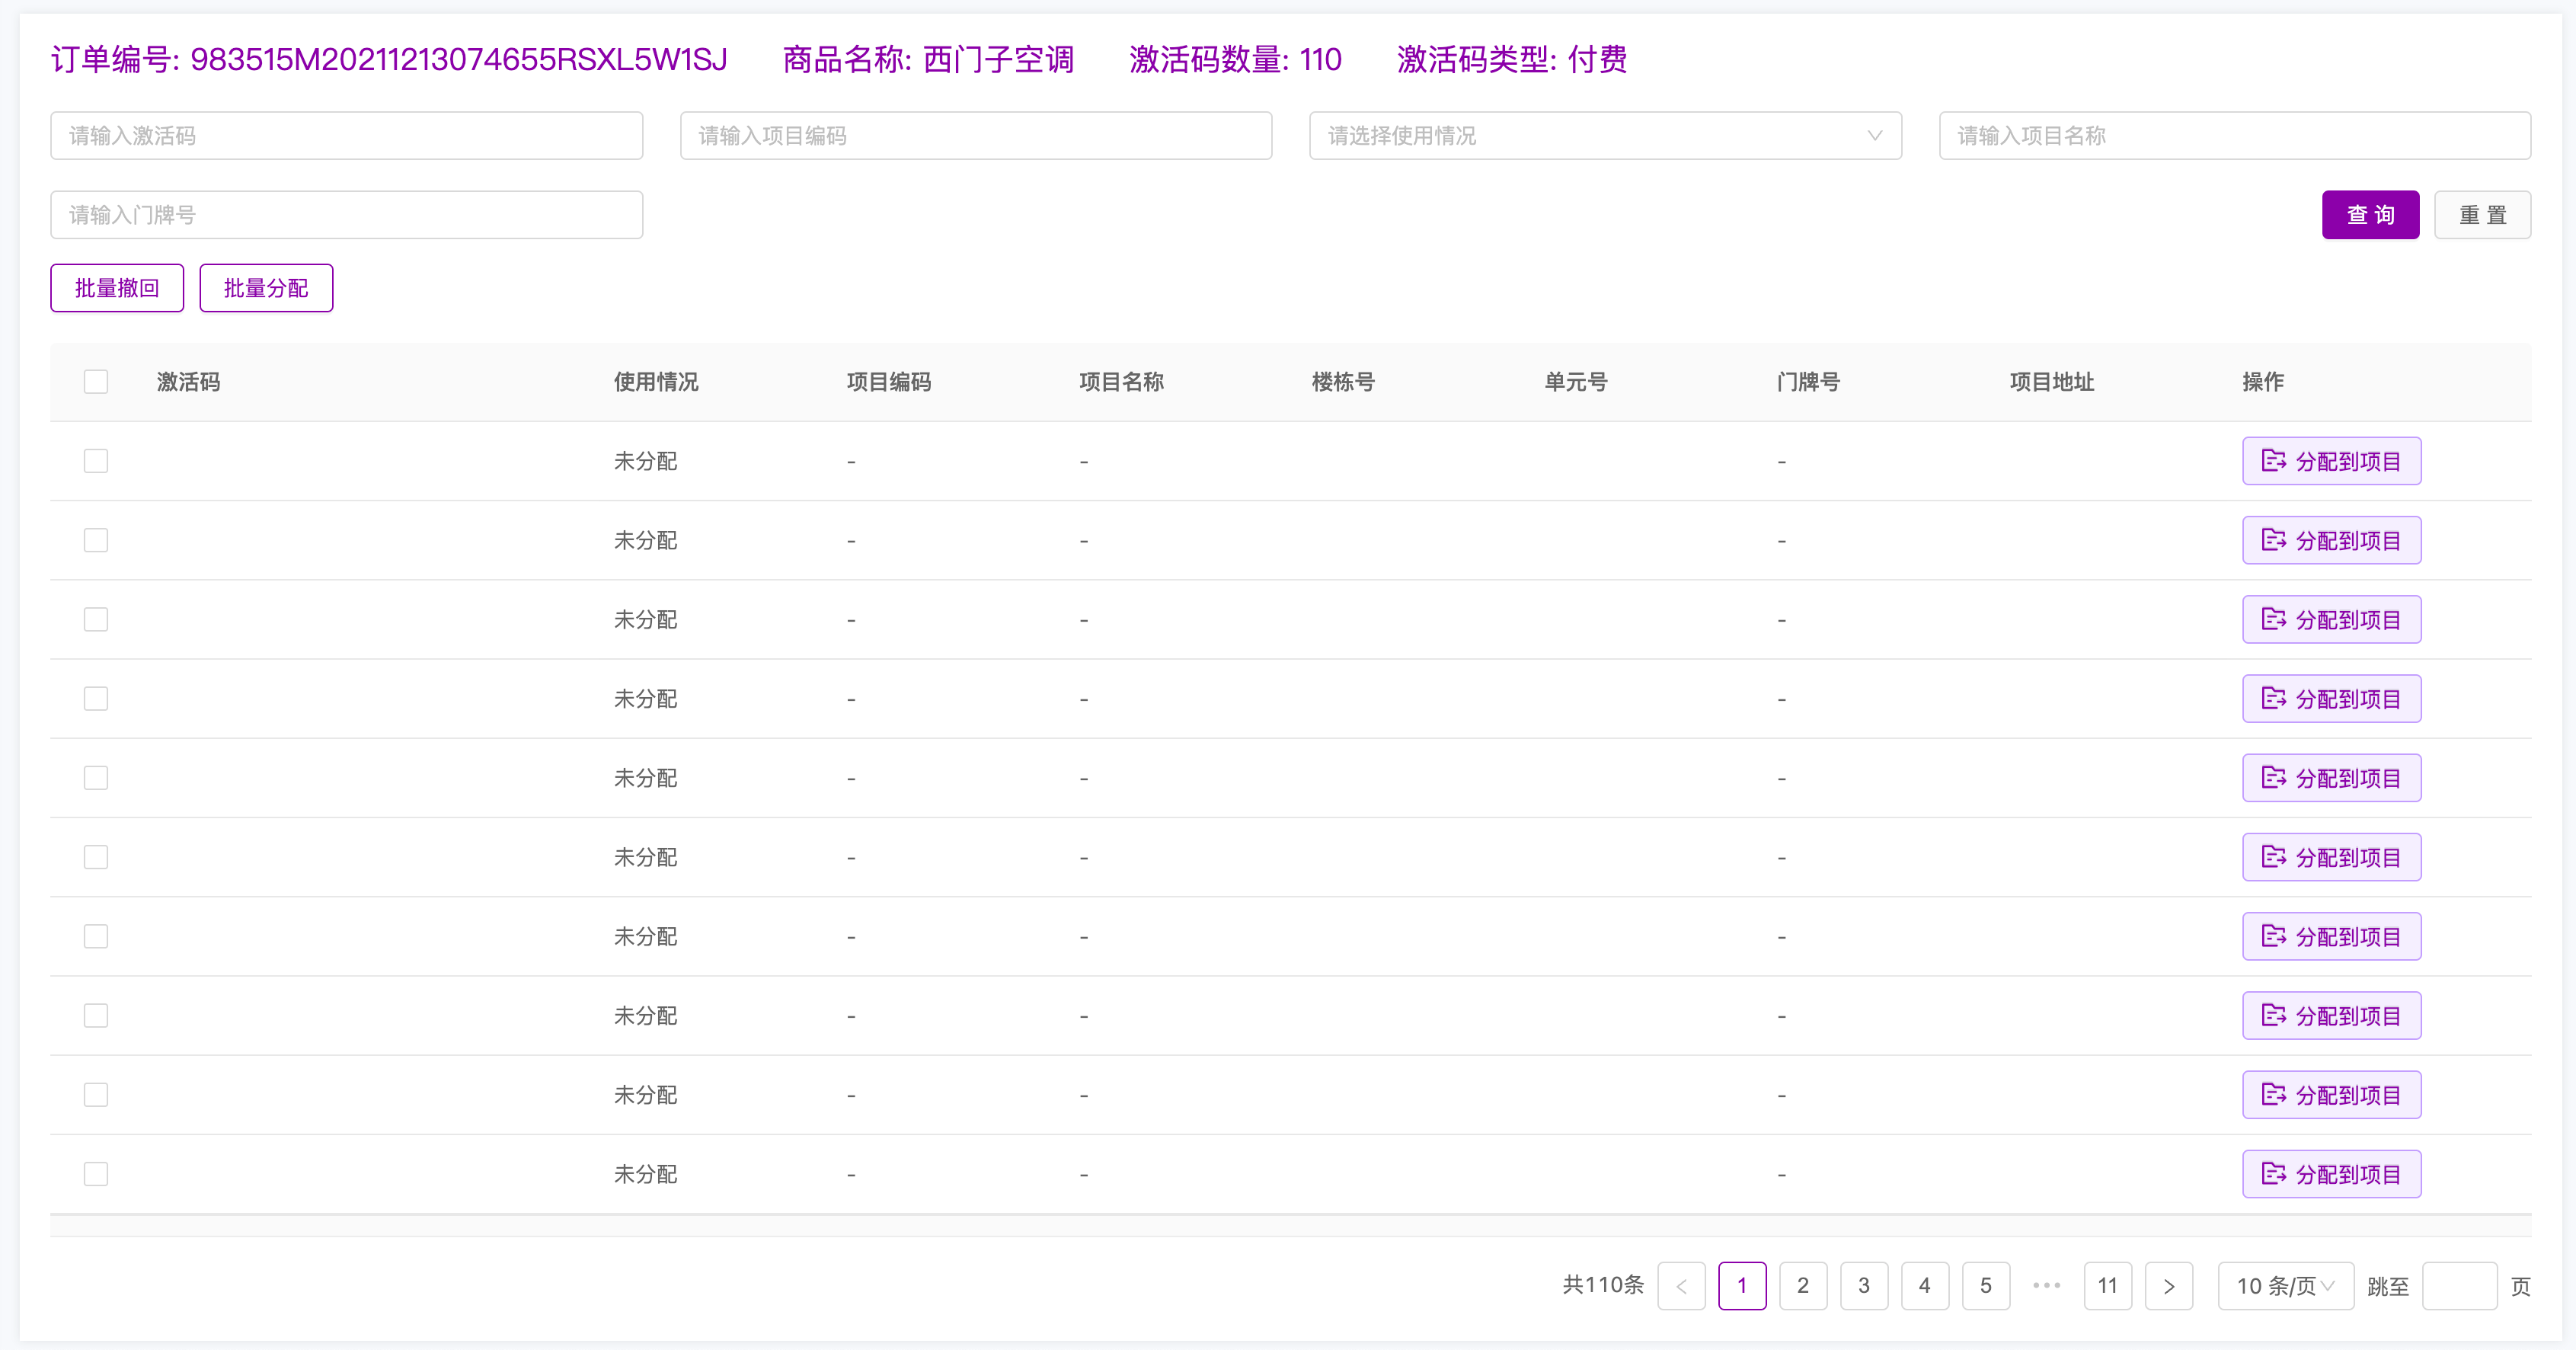 订单编号: 983515M20211213074655RSXL5W1SJ 商品名称: 西门子空调 激活码数量: 110 激活码类型: 付费
请输入激活码 请输入项目编码 请选择使用情况 请输入项目名称
请输入门牌号 查 询 重 置
批量撤回 批量分配
激活码 使用情况 项目编码 项目名称 楼栋号 单元号 门牌号 项目地址 操作
未分配 - - - 分配到项目
未分配 - - - 分配到项目
未分配 - - - 分配到项目
未分配 - - - 分配到项目
未分配 - - - 分配到项目
未分配 - - - 分配到项目
未分配 - - - 分配到项目
未分配 - - - 分配到项目
未分配 - - - 分配到项目
未分配 - - - 分配到项目
共110条 < 1 2 3 4 5 ••• 11 > 10 条/页 跳至 页